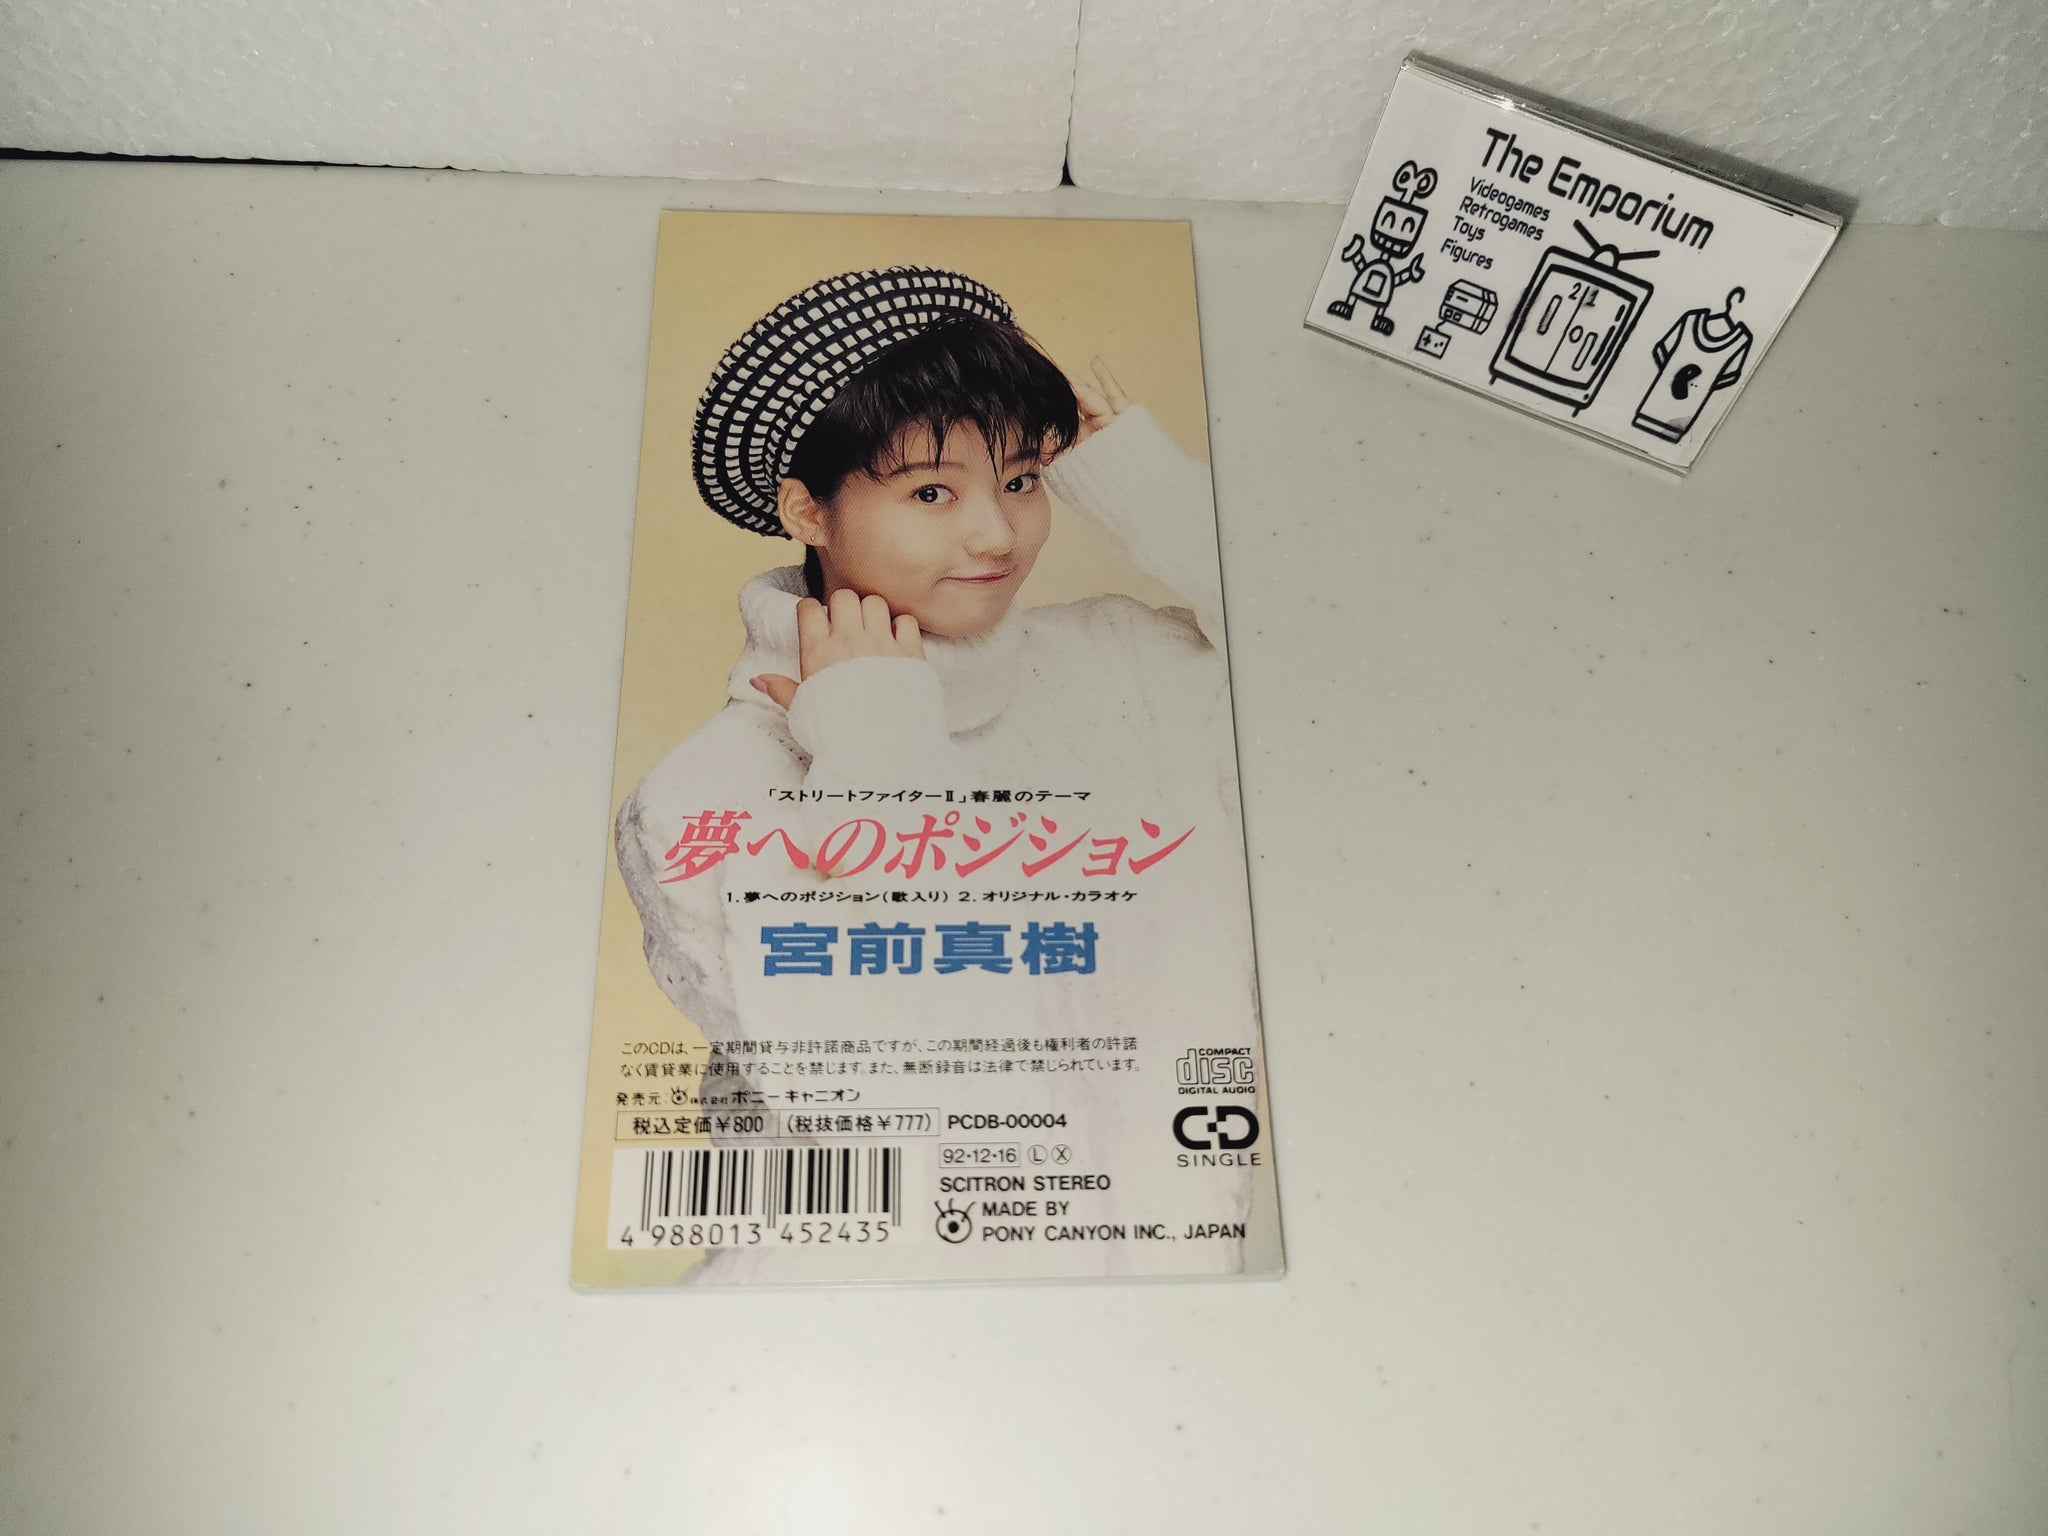 The Emporium
Videogames
Retrogames
Toys
Figures
21
「ストリートファイターⅡ」春麗のテーマ
夢へのポジション
1. 夢へのポジション(歌入り) 2. オリジナル・カラオケ
宮前真樹
このCDは、一定期間貸与非許諾商品ですが、この期間経過後も権利者の許諾
なく賃貸業に使用することを禁じます。また、無断録音は法律で禁じられています。
発売元: 株式会社 ポニーキャニオン
税込定価￥800 (税抜価格￥777) PCDB-00004
92・12・16 Ⓛ Ⓧ
SCITRON STEREO
MADE BY
PONY CANYON INC., JAPAN
4 988013 452435
COMPACT
disc
DIGITAL AUDIO
CD
SINGLE